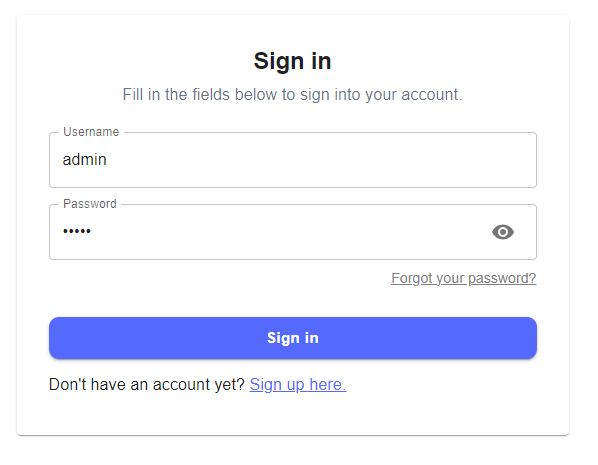 Sign in
Fill in the fields below to sign into your account.
Username
admin
Password
•••••
Forgot your password?
Sign in
Don't have an account yet? Sign up here.